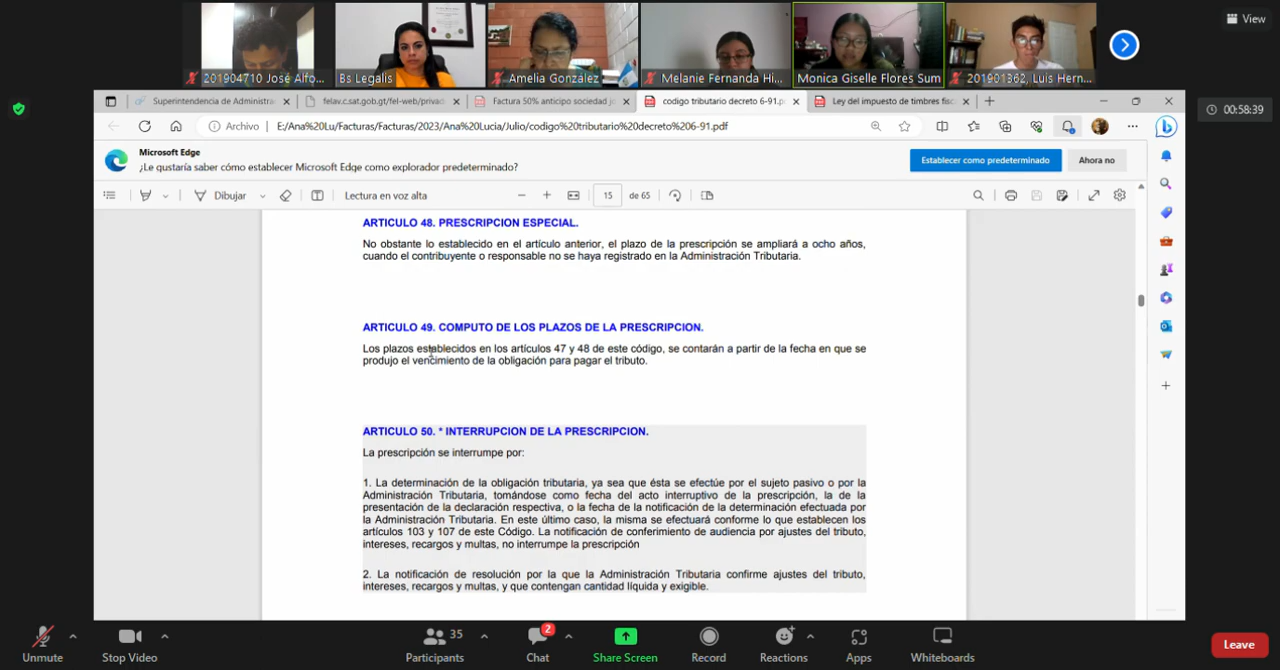 View
201904710 José Alfo...
Bs Legalis
Amelia González
Melanie Fernanda Hi...
Monica Giselle Flores Sum
201901362, Luis Hern...
00:58:39
Superintendencia de Administra
felav.c.sat.gob.gt/fel-web/privad
Factura 50% anticipo sociedad jo
codigo tributario decreto 6-91.p
Ley del impuesto de timbres fisc
Archivo
E:/Ana%20Lu/Facturas/Facturas/2023/Ana%20Lucia/Julio/codigo%20tributario%20decreto%206-91.pdf
Microsoft Edge
¿Le gustaría saber cómo establecer Microsoft Edge como explorador predeterminado?
Establecer como predeterminado
Ahora no
Dibujar
Lectura en voz alta
15
de 65
ARTICULO 48. PRESCRIPCION ESPECIAL.
No obstante lo establecido en el artículo anterior, el plazo de la prescripción se ampliará a ocho años,
cuando el contribuyente o responsable no se haya registrado en la Administración Tributaria.
ARTICULO 49. COMPUTO DE LOS PLAZOS DE LA PRESCRIPCION.
Los plazos establecidos en los artículos 47 y 48 de este código, se contarán a partir de la fecha en que se
produjo el vencimiento de la obligación para pagar el tributo.
ARTICULO 50. * INTERRUPCION DE LA PRESCRIPCION.
La prescripción se interrumpe por:
1. La determinación de la obligación tributaria, ya sea que ésta se efectúe por el sujeto pasivo o por la
Administración Tributaria, tomándose como fecha del acto interruptivo de la prescripción, la de la
presentación de la declaración respectiva, o la fecha de la notificación de la determinación efectuada por
la Administración Tributaria. En este último caso, la misma se efectuará conforme lo que establecen los
artículos 103 y 107 de este Código. La notificación de conferimiento de audiencia por ajustes del tributo,
intereses, recargos y multas, no interrumpe la prescripción
2. La notificación de resolución por la que la Administración Tributaria confirme ajustes del tributo,
intereses, recargos y multas, y que contengan cantidad líquida y exigible.
Unmute
Stop Video
35
Participants
2
Chat
Share Screen
Record
Reactions
Apps
Whiteboards
Leave